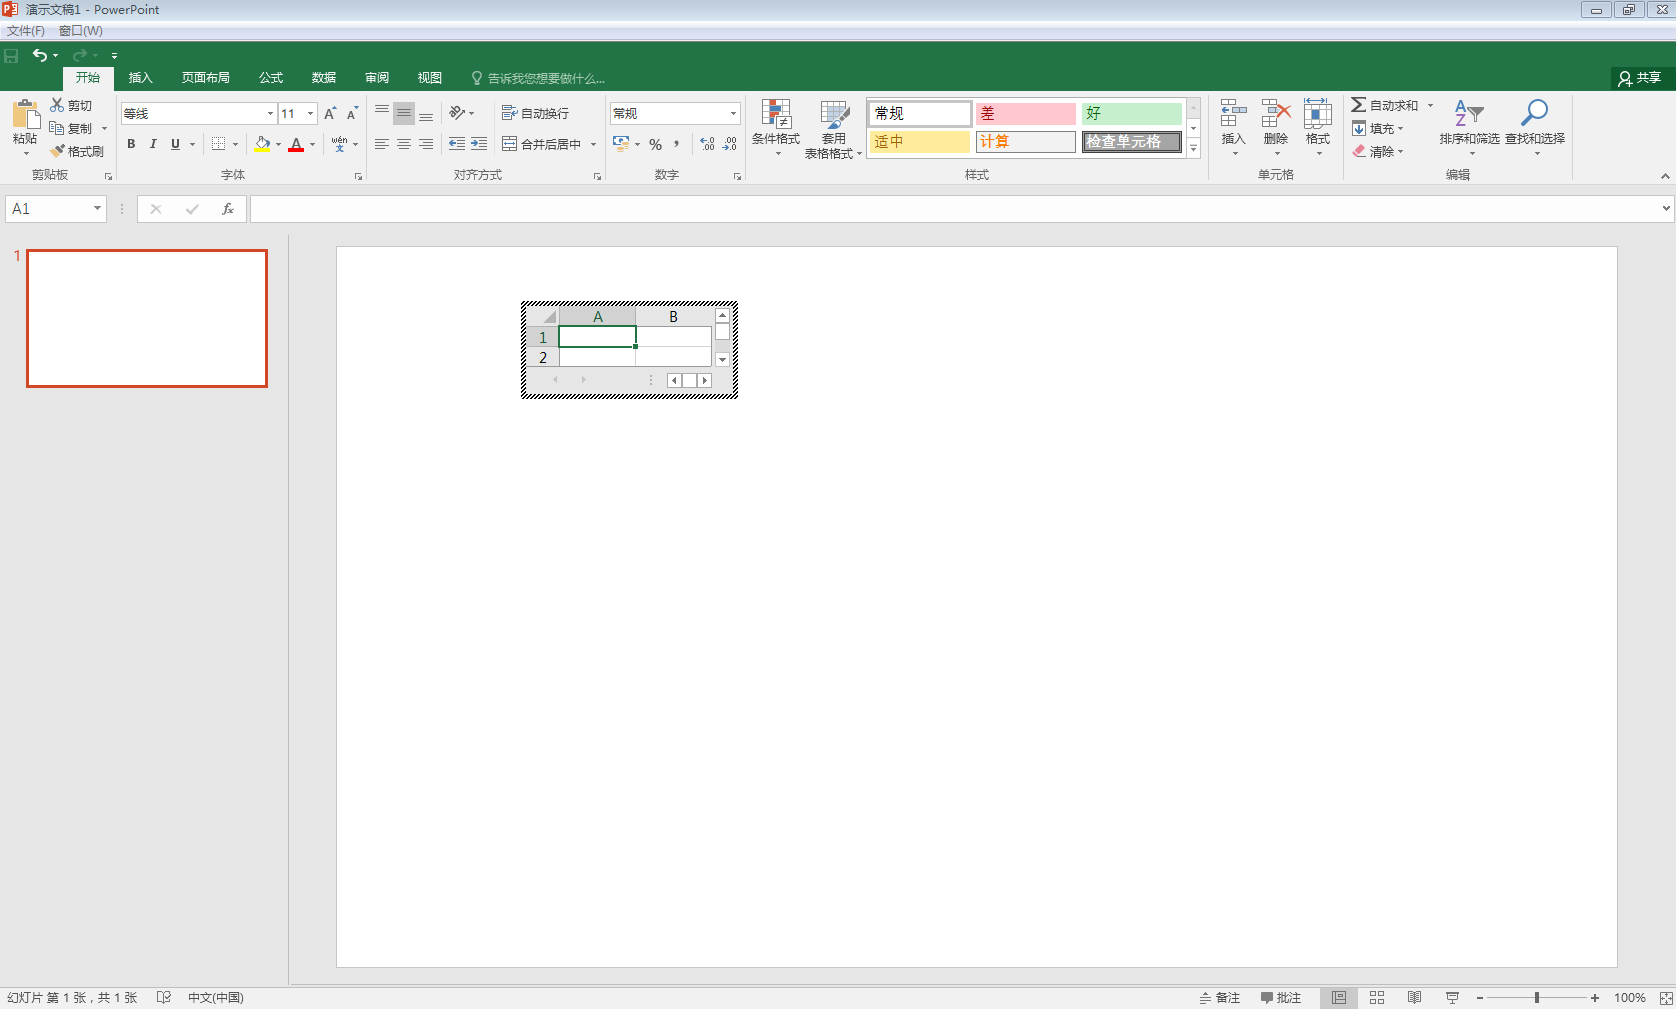 演示文稿1 - PowerPoint
文件(F) 窗口(W)
开始 插入 页面布局 公式 数据 审阅 视图 告诉我您想要做什么... 共享
粘贴 剪切 复制 格式刷 剪贴板
等线 11 A A
B I U A wén 文 字体
自动换行
合并后居中 对齐方式
常规
% , .0 .00 数字
条件格式 套用 表格格式
常规 差 好
适中 计算 检查单元格
样式
插入 删除 格式 单元格
自动求和 填充 清除 排序和筛选 查找和选择 编辑
A1 fx
1
A B
1
2
幻灯片 第 1 张，共 1 张 中文(中国) 备注 批注 100%